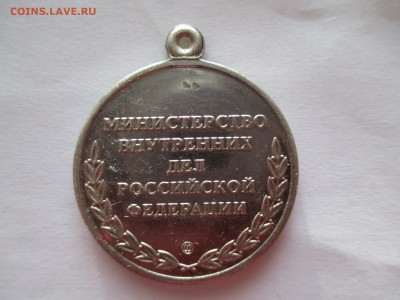 COINS.LAVE.RU
МИНИСТЕРСТВО
ВНУТРЕННИХ
ДЕЛ
РОССИЙСКОЙ
ФЕДЕРАЦИИ